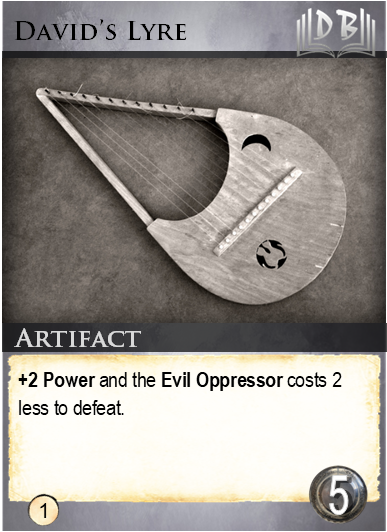 David's Lyre
DB
Artifact
+2 Power and the Evil Oppressor costs 2
less to defeat.
1
5